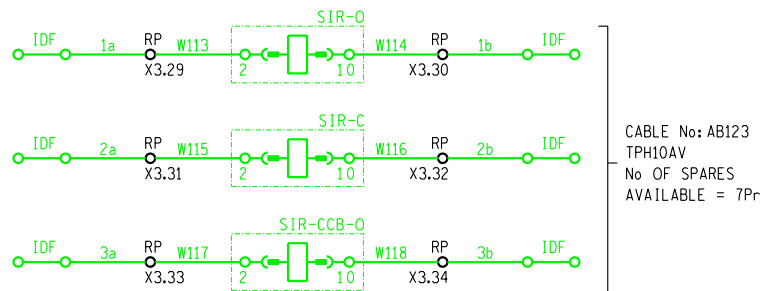 SIR-O
IDF 1a RP W113 W114 RP 1b IDF
X3.29 2 10 X3.30
SIR-C
IDF 2a RP W115 W116 RP 2b IDF
X3.31 2 10 X3.32
SIR-CCB-O
IDF 3a RP W117 W118 RP 3b IDF
X3.33 2 10 X3.34
CABLE No: AB123
TPH10AV
No OF SPARES
AVAILABLE = 7Pr